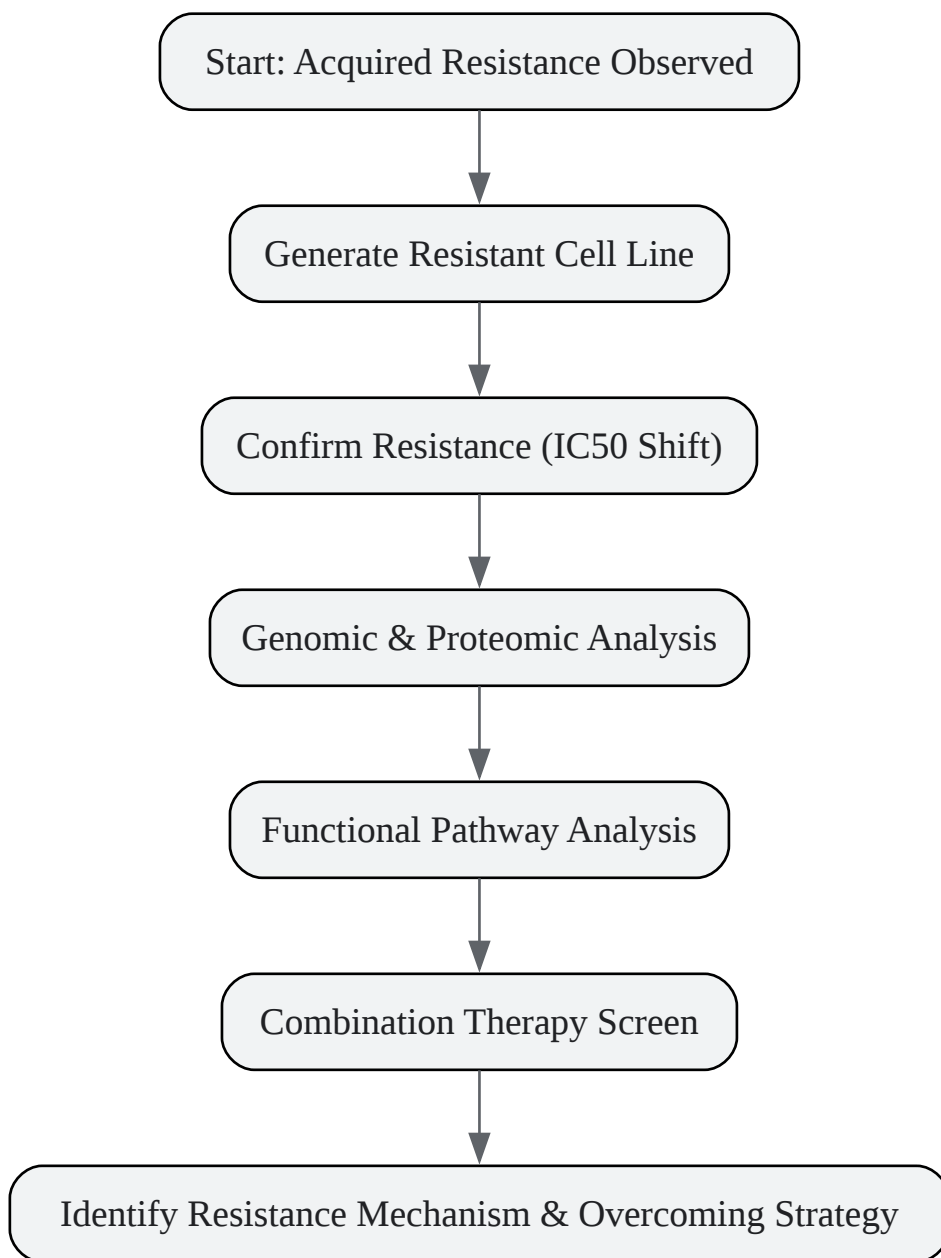 Start: Acquired Resistance Observed
Generate Resistant Cell Line
Confirm Resistance (IC50 Shift)
Genomic & Proteomic Analysis
Functional Pathway Analysis
Combination Therapy Screen
Identify Resistance Mechanism & Overcoming Strategy